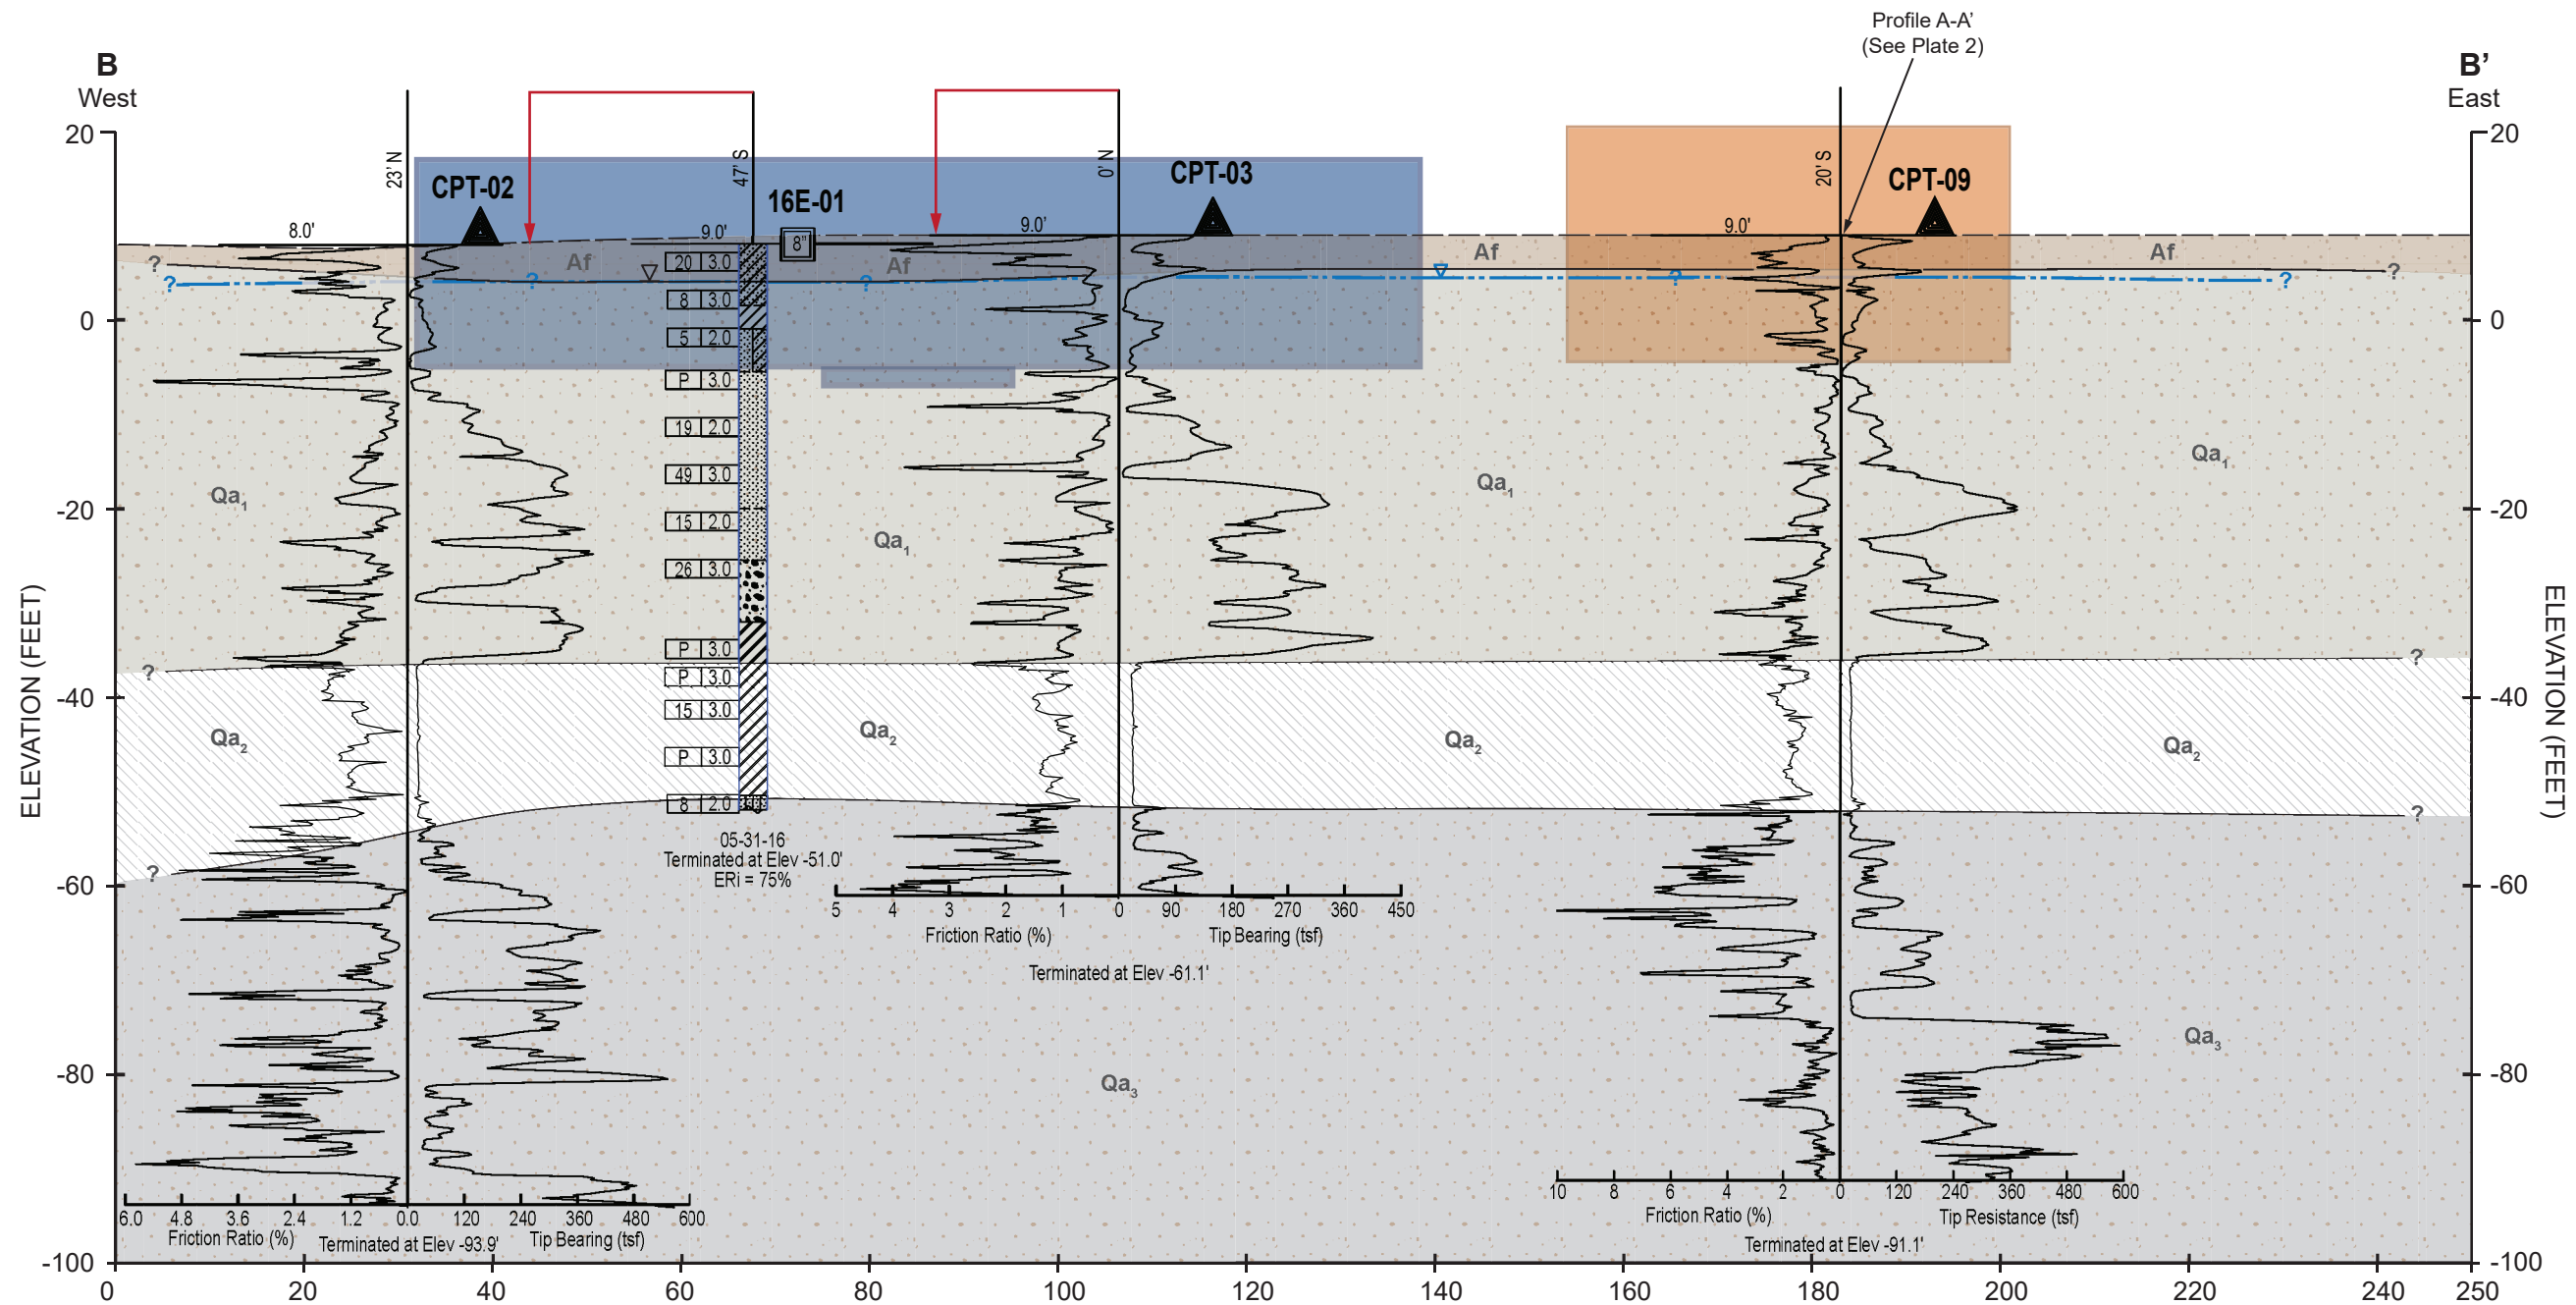 Profile A-A’
(See Plate 2)
B
West
B’
East
20
20
23' N
47' S
0' N
20' S
CPT-02
16E-01
CPT-03
CPT-09
8.0'
9.0'
8"
9.0'
9.0'
Af
Af
Af
Af
?
?
?
?
?
?
?
20 3.0
8 3.0
0
0
5 2.0
P 3.0
19 2.0
49 3.0
Qa1
Qa1
Qa1
Qa1
-20
-20
15 2.0
26 3.0
P 3.0
?
?
P 3.0
-40
-40
15 3.0
Qa2
Qa2
Qa2
Qa2
P 3.0
8 2.0
?
?
ELEVATION (FEET)
ELEVATION (FEET)
05-31-16
Terminated at Elev -51.0'
ERi = 75%
-60
-60
5 4 3 2 1 0 90 180 270 360 450
Friction Ratio (%) Tip Bearing (tsf)
Terminated at Elev -61.1'
-80
-80
Qa3
Qa3
10 8 6 4 2 0 120 240 360 480 600
Friction Ratio (%) Tip Resistance (tsf)
Terminated at Elev -91.1'
6.0 4.8 3.6 2.4 1.2 0.0 120 240 360 480 600
Friction Ratio (%) Tip Bearing (tsf)
Terminated at Elev -93.9'
-100
-100
0 20 40 60 80 100 120 140 160 180 200 220 240 250